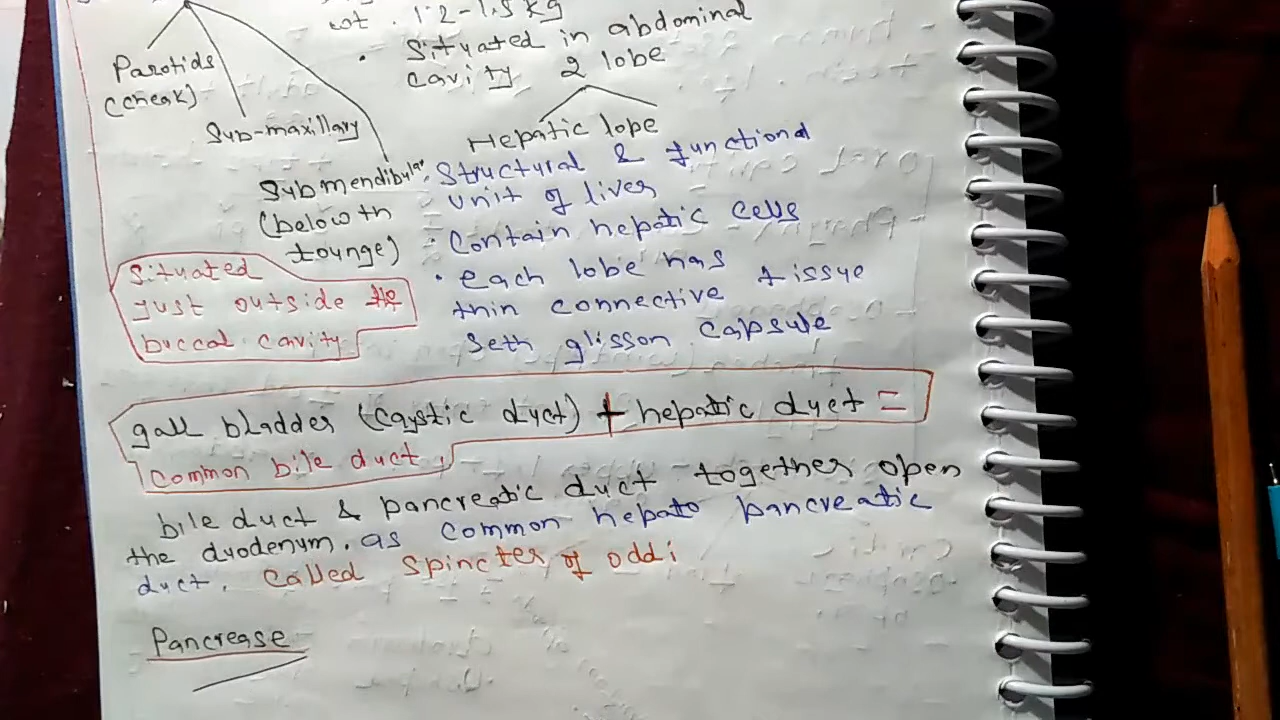 wt. 1.2-1.5 kg
• Situated in abdominal
cavity 2 lobe
Parotids
(cheak)
Sub-maxillary
Submendibular
(below th
tounge)
Situated
just outside the
buccal cavity
Hepatic lobe
• Structural & functional
unit of liver
• Contain hepatic cells
• each lobe has
thin connective tissue
seth glisson capsule
gall bladder (Caystic duct) + hepatic duct =
Common bile duct,
bile duct & pancreatic duct together open
the duodenum. as common hepato pancreatic
duct. Called Spincter of oddi
Pancrease